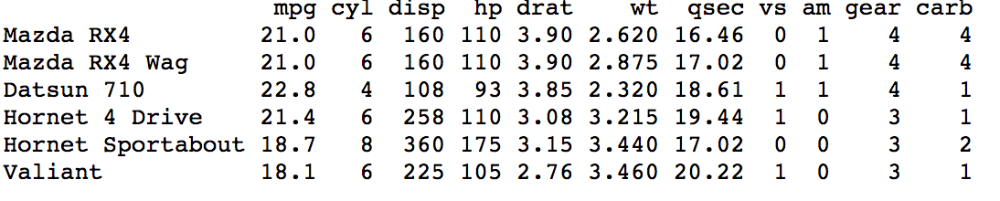 mpg cyl disp hp drat wt qsec vs am gear carb
Mazda RX4 21.0 6 160 110 3.90 2.620 16.46 0 1 4 4
Mazda RX4 Wag 21.0 6 160 110 3.90 2.875 17.02 0 1 4 4
Datsun 710 22.8 4 108 93 3.85 2.320 18.61 1 1 4 1
Hornet 4 Drive 21.4 6 258 110 3.08 3.215 19.44 1 0 3 1
Hornet Sportabout 18.7 8 360 175 3.15 3.440 17.02 0 0 3 2
Valiant 18.1 6 225 105 2.76 3.460 20.22 1 0 3 1